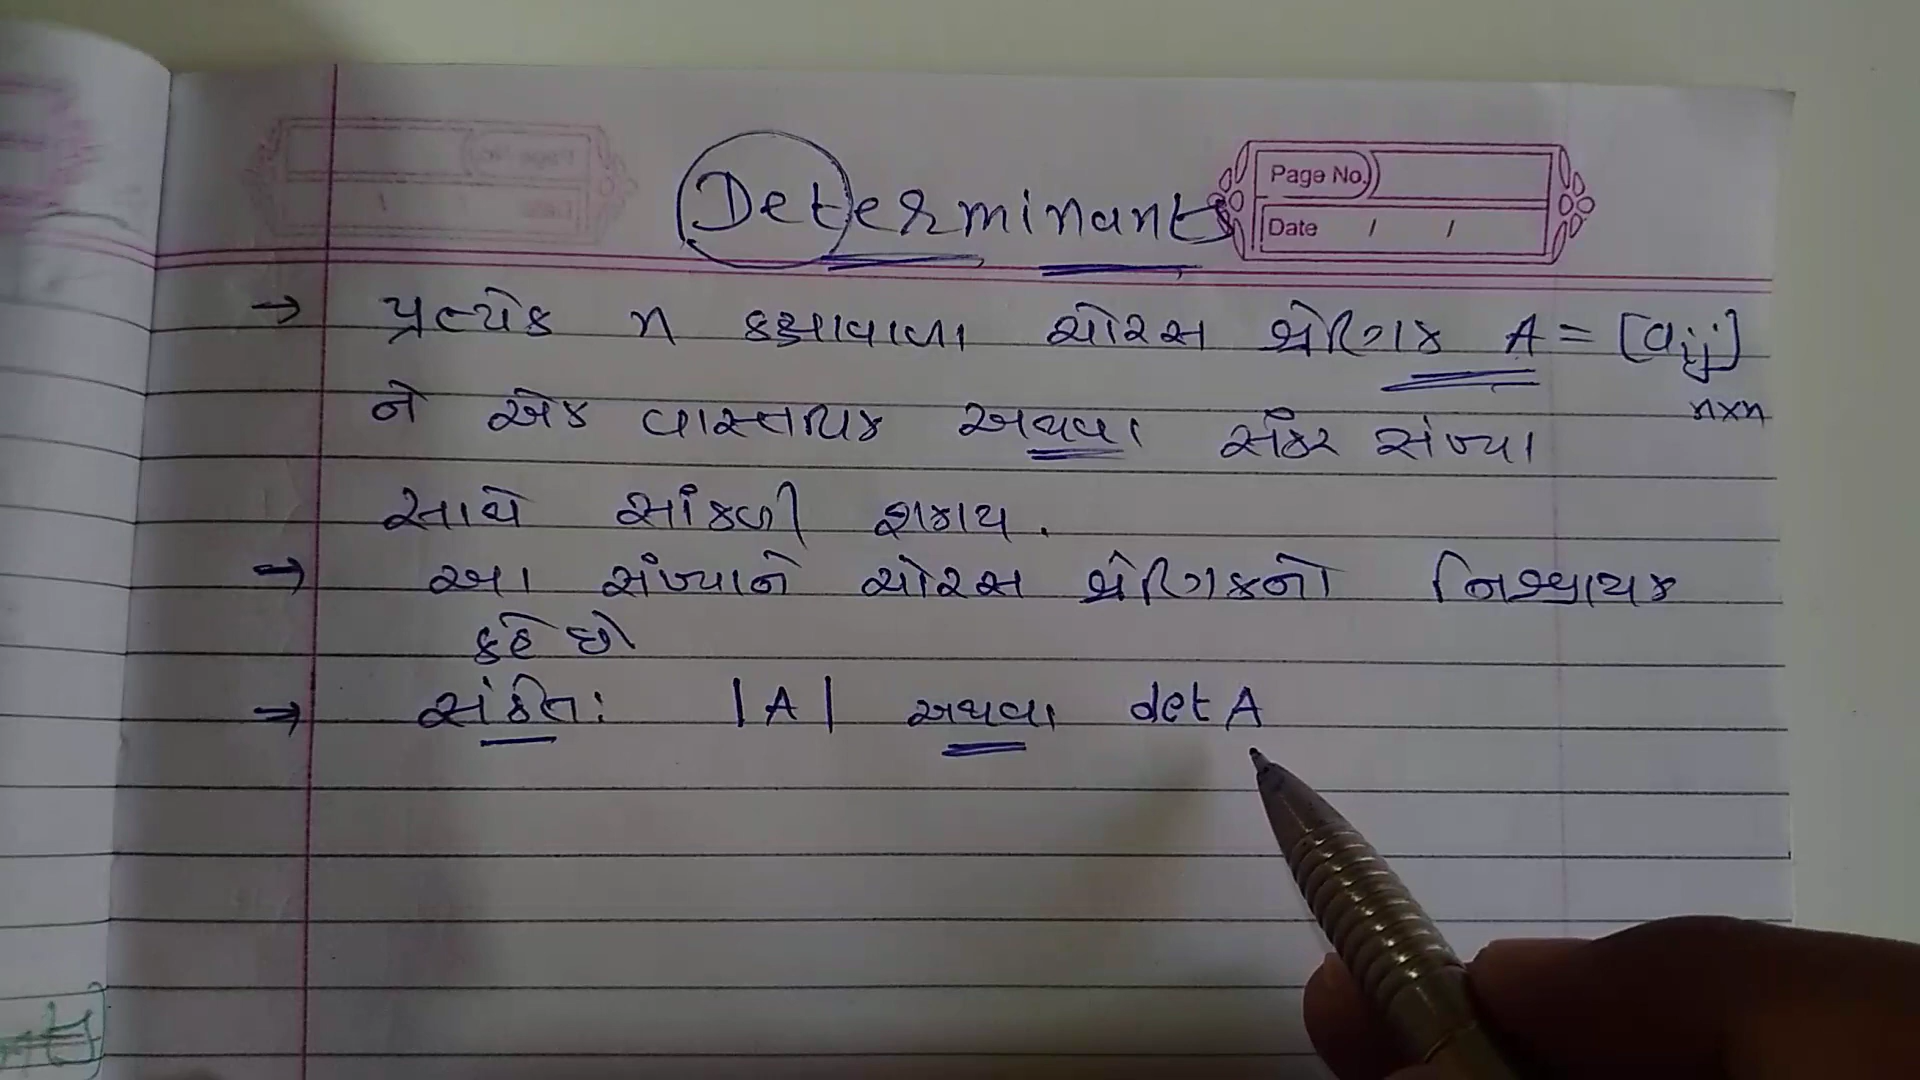 Determinants
Page No.
Date / /
→ પ્રત્યેક n કક્ષાવાળા ચોરસ શ્રેણિક A = [aij]
n×n
ને એક વાસ્તવિક અથવા સંકર સંખ્યા
સાથે સાંકળી શકાય.
→ આ સંખ્યાને ચોરસ શ્રેણિકનો નિશ્ચાયક
કહે છે
→ સંકેત: |A| અથવા det A